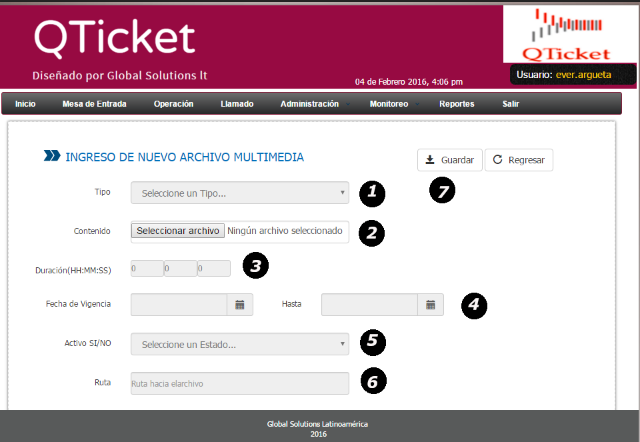 QTicket
Diseñado por Global Solutions lt
QTicket
04 de Febrero 2016, 4:06 pm
Usuario: ever.argueta
Inicio Mesa de Entrada Operación Llamado Administración Monitoreo Reportes Salir
INGRESO DE NUEVO ARCHIVO MULTIMEDIA
Guardar Regresar
7
Tipo Seleccione un Tipo... 1
Contenido Seleccionar archivo Ningún archivo seleccionado 2
Duración(HH:MM:SS) 0 0 0 3
Fecha de Vigencia Hasta 4
Activo SI/NO Seleccione un Estado... 5
Ruta Ruta hacia elarchivo 6
Global Solutions Latinoamérica
2016